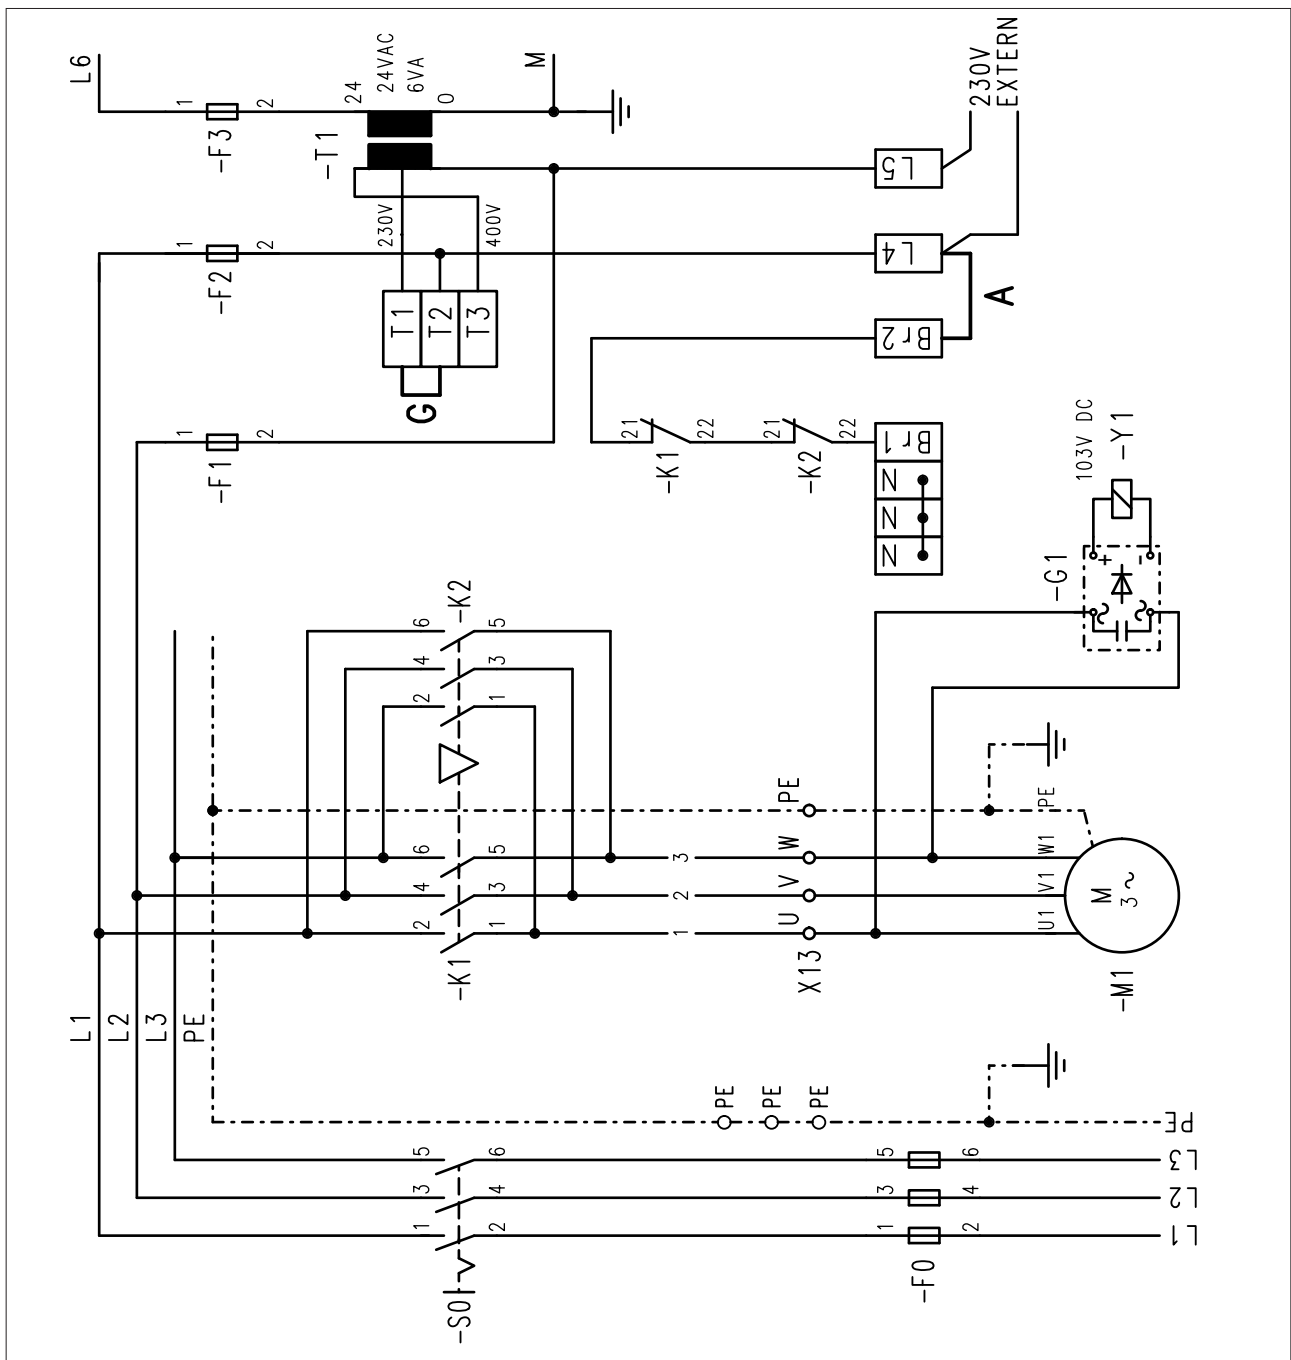 L6
1
2
-F3
24
24VAC
6VA
0
-T1
M
230V
EXTERN
L5
1
2
-F2
230V
400V
L4
T1
T2
T3
G
A
Br2
1
2
-F1
21
22
-K1
21
22
-K2
Br1
N
N
N
103V DC
-Y1
-G1
+
-
6
5
4
3
2
1
-K2
PE
PE
6
5
3
W
W1
4
3
2
V
V1
2
1
1
U
U1
-K1
X13
M
3~
-M1
L1
L2
L3
PE
PE
PE
PE
PE
5
6
5
6
L3
3
4
3
4
L2
1
2
1
2
L1
-S0
-F0